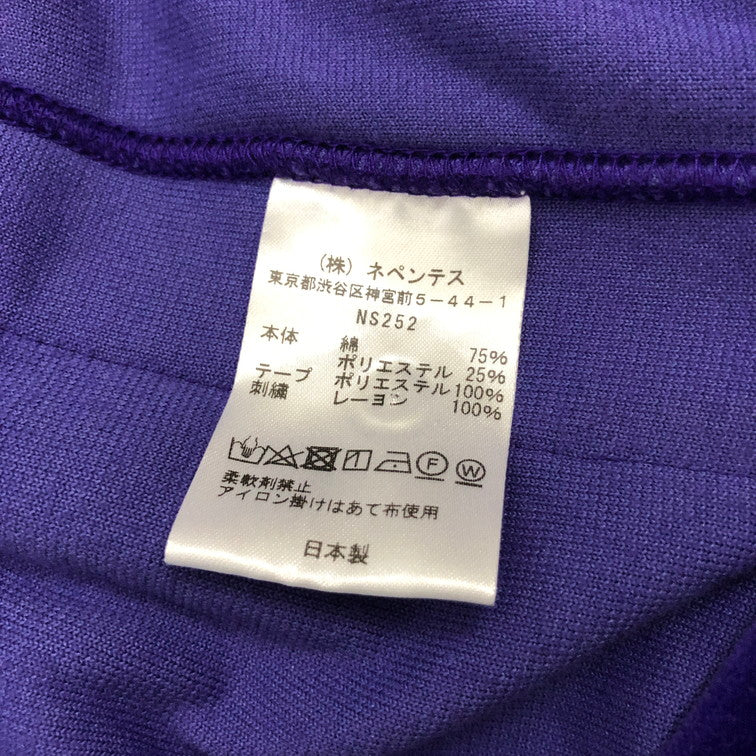 (株)ネペンテス
東京都渋谷区神宮前5-44-1
NS252
本体 綿 75%
ポリエステル 25%
テープ ポリエステル 100%
刺繍 レーヨン 100%
F W
柔軟剤禁止
アイロン掛けはあて布使用
日本製